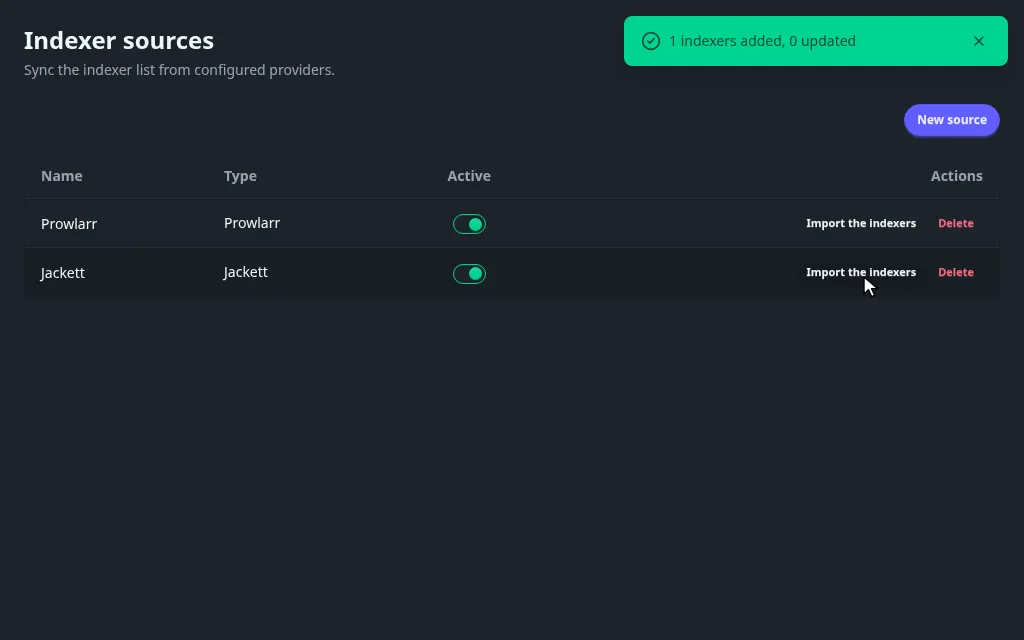 Indexer sources
Sync the indexer list from configured providers.
1 indexers added, 0 updated
New source
Name Type Active Actions
Prowlarr Prowlarr Import the indexers Delete
Jackett Jackett Import the indexers Delete